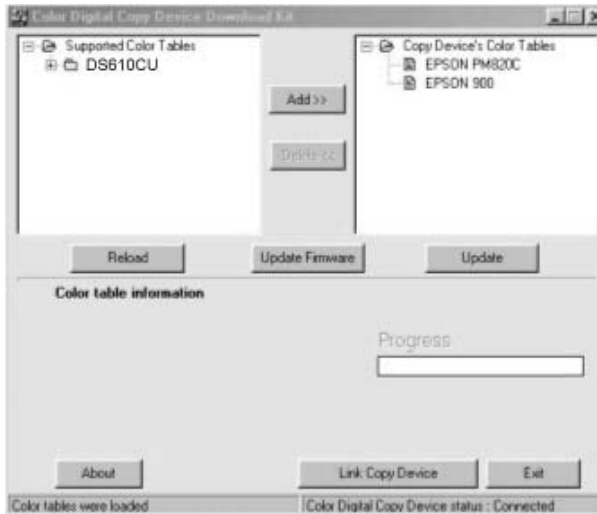 Color Digital Copy Device Download Kit
Supported Color Tables
DS610CU
Copy Device's Color Tables
EPSON PM820C
EPSON 900
Add >>
Delete <<
Reload
Update Firmware
Update
Color table information
Progress
About
Link Copy Device
Exit
Color tables were loaded
Color Digital Copy Device status : Connected